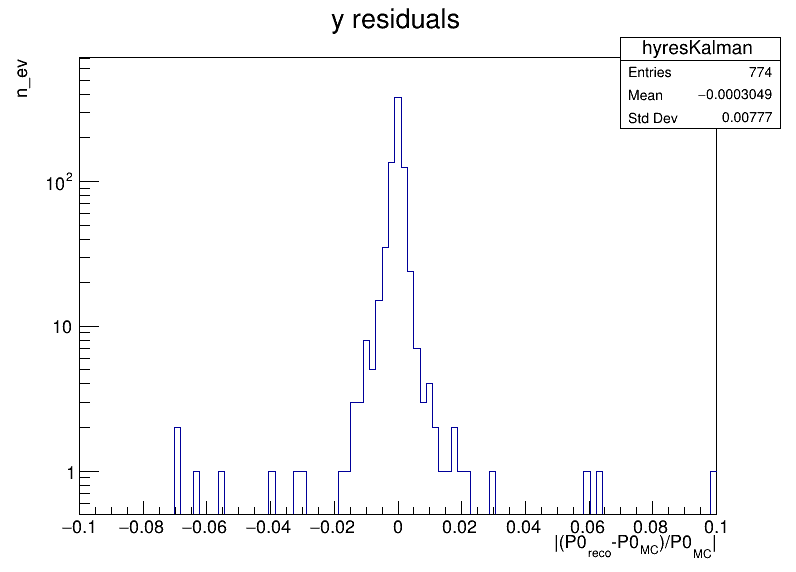 y residuals
hyresKalman
Entries 774
Mean −0.0003049
Std Dev 0.00777
n_ev
10²
10
1
−0.1 −0.08 −0.06 −0.04 −0.02 0 0.02 0.04 0.06 0.08 0.1
|(P0reco-P0MC)/P0MC|